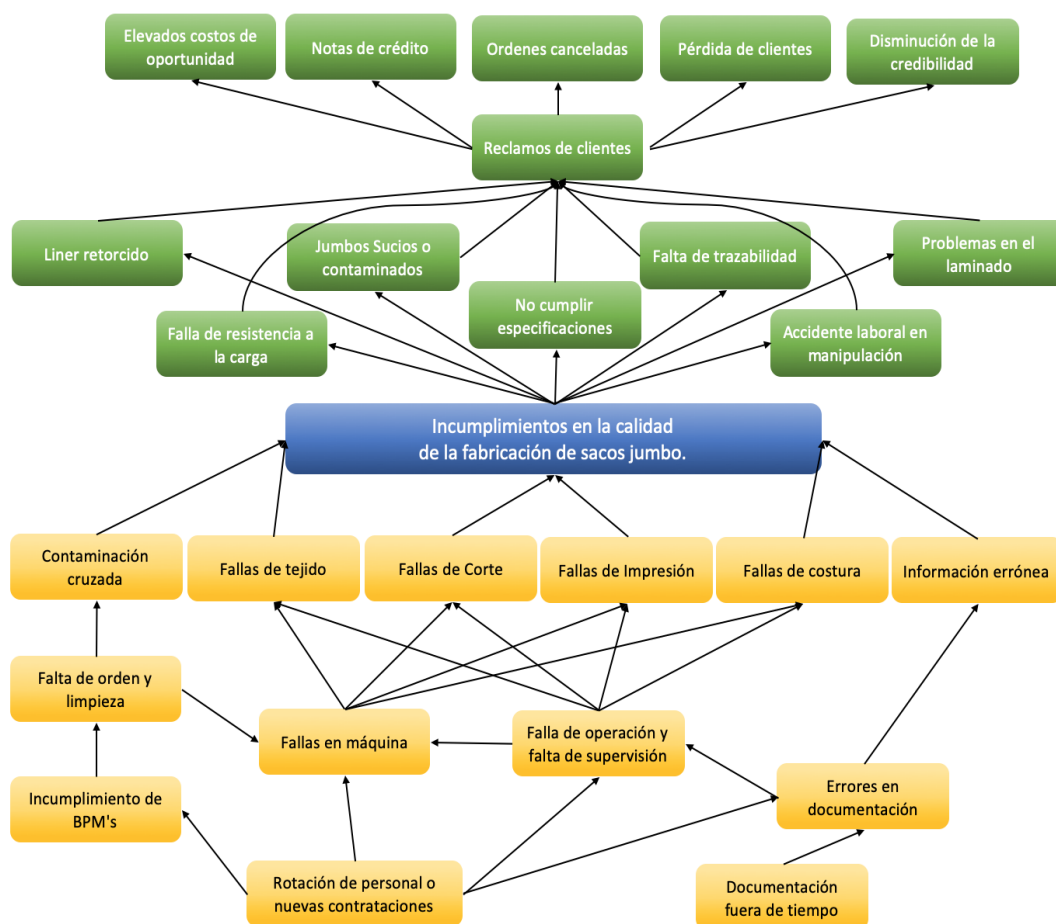 Elevados costos de
oportunidad
Notas de crédito
Ordenes canceladas
Pérdida de clientes
Disminución de la
credibilidad
Reclamos de clientes
Liner retorcido
Jumbos Sucios o
contaminados
Falta de trazabilidad
Problemas en el
laminado
Falla de resistencia a
la carga
No cumplir
especificaciones
Accidente laboral en
manipulación
Incumplimientos en la calidad
de la fabricación de sacos jumbo.
Contaminación
cruzada
Fallas de tejido
Fallas de Corte
Fallas de Impresión
Fallas de costura
Información errónea
Falta de orden y
limpieza
Fallas en máquina
Falla de operación y
falta de supervisión
Incumplimiento de
BPM's
Errores en
documentación
Rotación de personal o
nuevas contrataciones
Documentación
fuera de tiempo